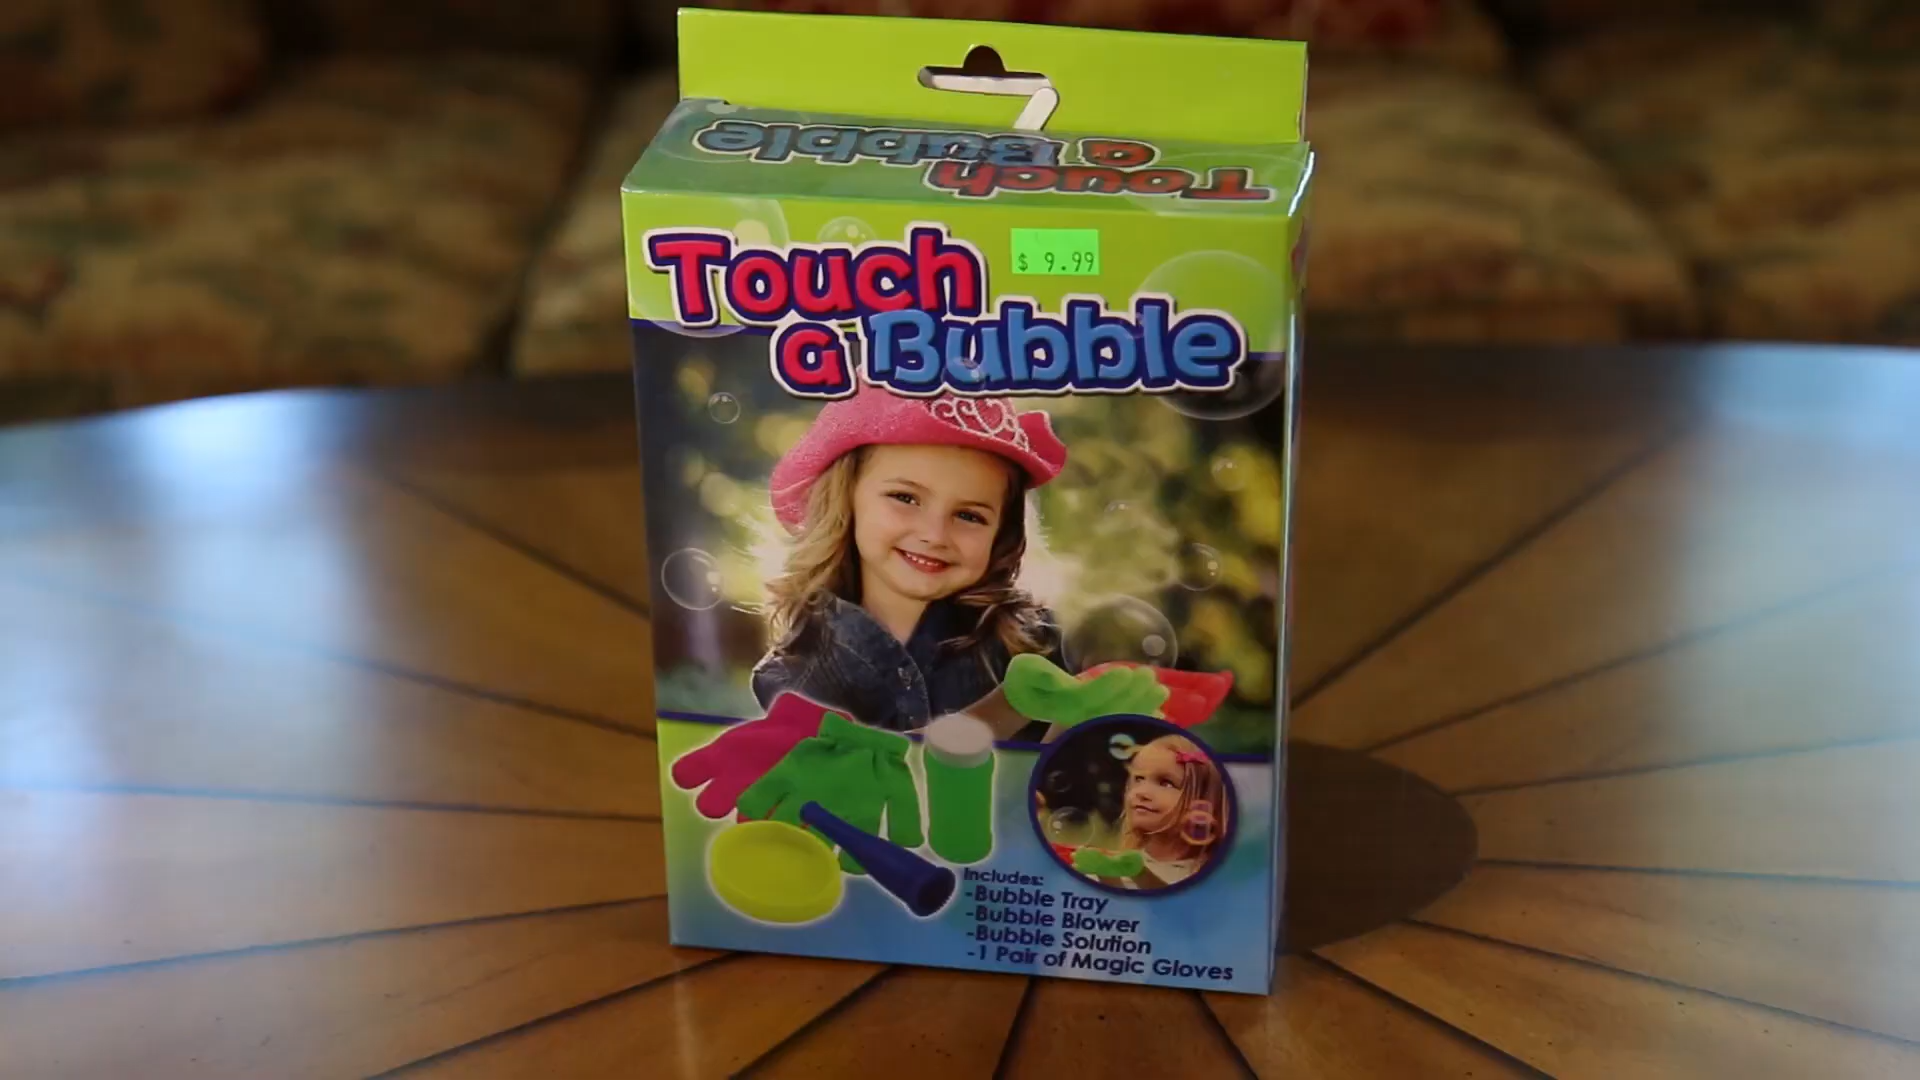 Touch
a Bubble
Touch
a Bubble
$ 9.99
Includes:
-Bubble Tray
-Bubble Blower
-Bubble Solution
-1 Pair of Magic Gloves